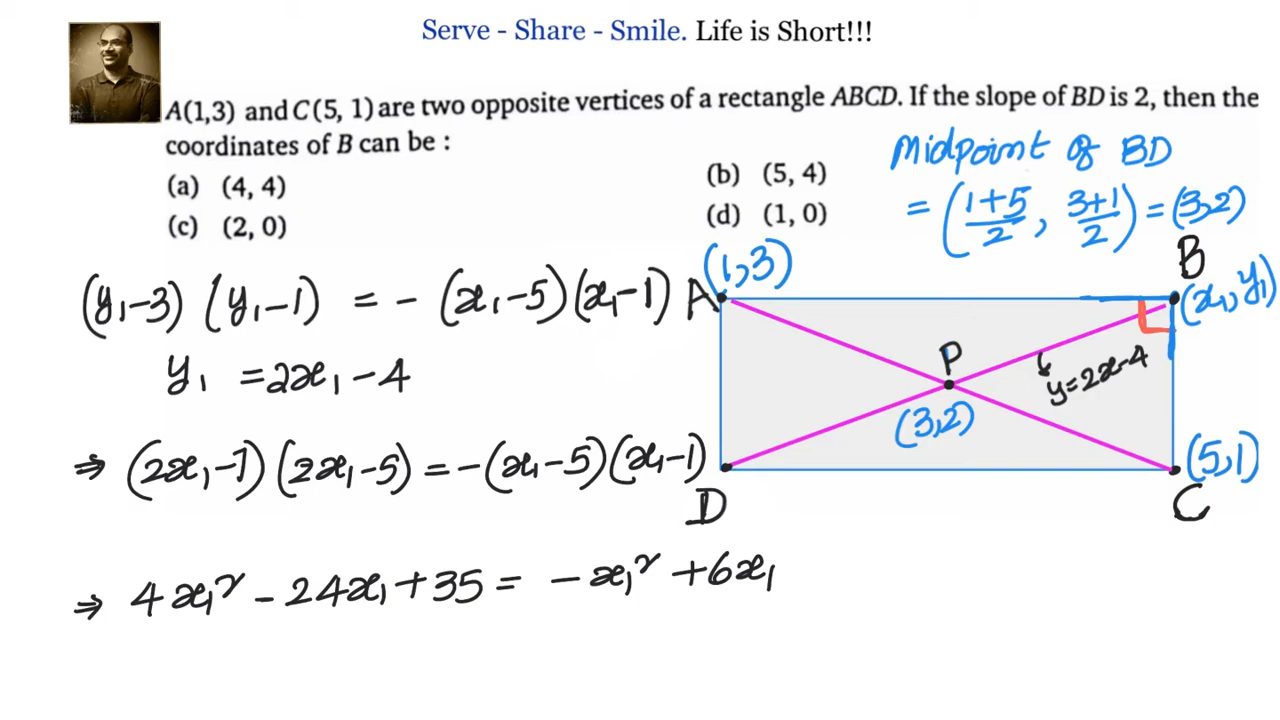 Serve - Share - Smile. Life is Short!!!
A(1,3) and C(5, 1) are two opposite vertices of a rectangle ABCD. If the slope of BD is 2, then the
coordinates of B can be :
(a) (4, 4)
(b) (5, 4)
(c) (2, 0)
(d) (1, 0)
Midpoint of BD
= (1+5/2, 3+1/2) = (3,2)
(y₁-3) (y₁-1) = - (x₁-5)(x₁-1)
y₁ = 2x₁-4
⇒ (2x₁-7)(2x₁-5) = -(x₁-5)(x₁-1)
⇒ 4x₁² - 24x₁ + 35 = -x₁² + 6x₁
(1,3)
A
B
(x₁, y₁)
P
y=2x-4
(3,2)
(5,1)
D
C